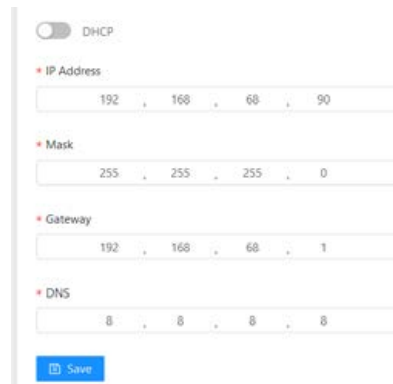 DHCP
* IP Address
192 . 168 . 68 . 90
* Mask
255 . 255 . 255 . 0
* Gateway
192 . 168 . 68 . 1
* DNS
8 . 8 . 8 . 8
Save